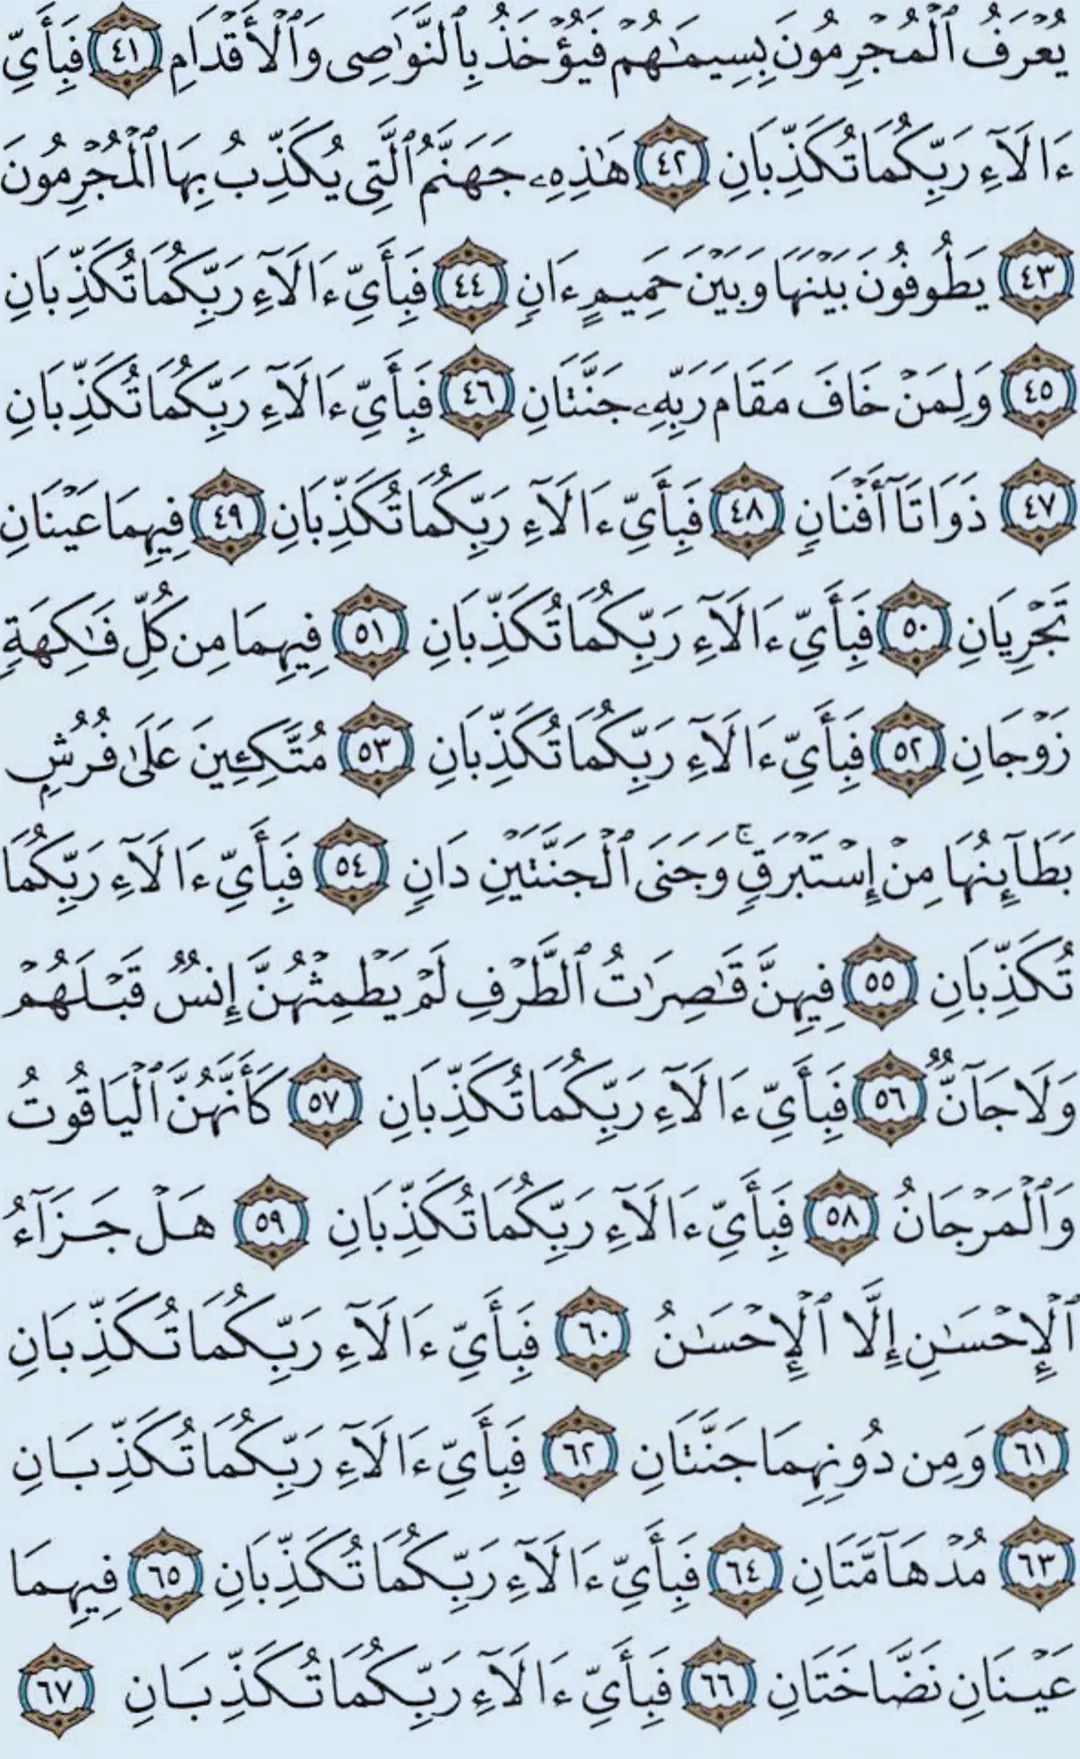 يُعْرَفُ ٱلْمُجْرِمُونَ بِسِيمَٰهُمْ فَيُؤْخَذُ بِٱلنَّوَٰصِى وَٱلْأَقْدَامِ ٤١ فَبِأَيِّ
ءَالَآءِ رَبِّكُمَا تُكَذِّبَانِ ٤٢ هَٰذِهِۦ جَهَنَّمُ ٱلَّتِى يُكَذِّبُ بِهَا ٱلْمُجْرِمُونَ
٤٣ يَطُوفُونَ بَيْنَهَا وَبَيْنَ حَمِيمٍ ءَانٍ ٤٤ فَبِأَيِّ ءَالَآءِ رَبِّكُمَا تُكَذِّبَانِ
٤٥ وَلِمَنْ خَافَ مَقَامَ رَبِّهِۦ جَنَّتَانِ ٤٦ فَبِأَيِّ ءَالَآءِ رَبِّكُمَا تُكَذِّبَانِ
٤٧ ذَوَاتَآ أَفْنَانٍ ٤٨ فَبِأَيِّ ءَالَآءِ رَبِّكُمَا تُكَذِّبَانِ ٤٩ فِيهِمَا عَيْنَانِ
تَجْرِيَانِ ٥٠ فَبِأَيِّ ءَالَآءِ رَبِّكُمَا تُكَذِّبَانِ ٥١ فِيهِمَا مِن كُلِّ فَٰكِهَةٍ
زَوْجَانِ ٥٢ فَبِأَيِّ ءَالَآءِ رَبِّكُمَا تُكَذِّبَانِ ٥٣ مُتَّكِـِٔينَ عَلَىٰ فُرُشٍۭ
بَطَآئِنُهَا مِنْ إِسْتَبْرَقٍ ۚ وَجَنَى ٱلْجَنَّتَيْنِ دَانٍ ٥٤ فَبِأَيِّ ءَالَآءِ رَبِّكُمَا
تُكَذِّبَانِ ٥٥ فِيهِنَّ قَٰصِرَٰتُ ٱلطَّرْفِ لَمْ يَطْمِثْهُنَّ إِنسٌ قَبْلَهُمْ
وَلَا جَآنٌّ ٥٦ فَبِأَيِّ ءَالَآءِ رَبِّكُمَا تُكَذِّبَانِ ٥٧ كَأَنَّهُنَّ ٱلْيَاقُوتُ
وَٱلْمَرْجَانُ ٥٨ فَبِأَيِّ ءَالَآءِ رَبِّكُمَا تُكَذِّبَانِ ٥٩ هَلْ جَزَآءُ
ٱلْإِحْسَٰنِ إِلَّا ٱلْإِحْسَٰنُ ٦٠ فَبِأَيِّ ءَالَآءِ رَبِّكُمَا تُكَذِّبَانِ
٦١ وَمِن دُونِهِمَا جَنَّتَانِ ٦٢ فَبِأَيِّ ءَالَآءِ رَبِّكُمَا تُكَذِّبَانِ
٦٣ مُدْهَآمَّتَانِ ٦٤ فَبِأَيِّ ءَالَآءِ رَبِّكُمَا تُكَذِّبَانِ ٦٥ فِيهِمَا
عَيْنَانِ نَضَّاخَتَانِ ٦٦ فَبِأَيِّ ءَالَآءِ رَبِّكُمَا تُكَذِّبَانِ ٦٧